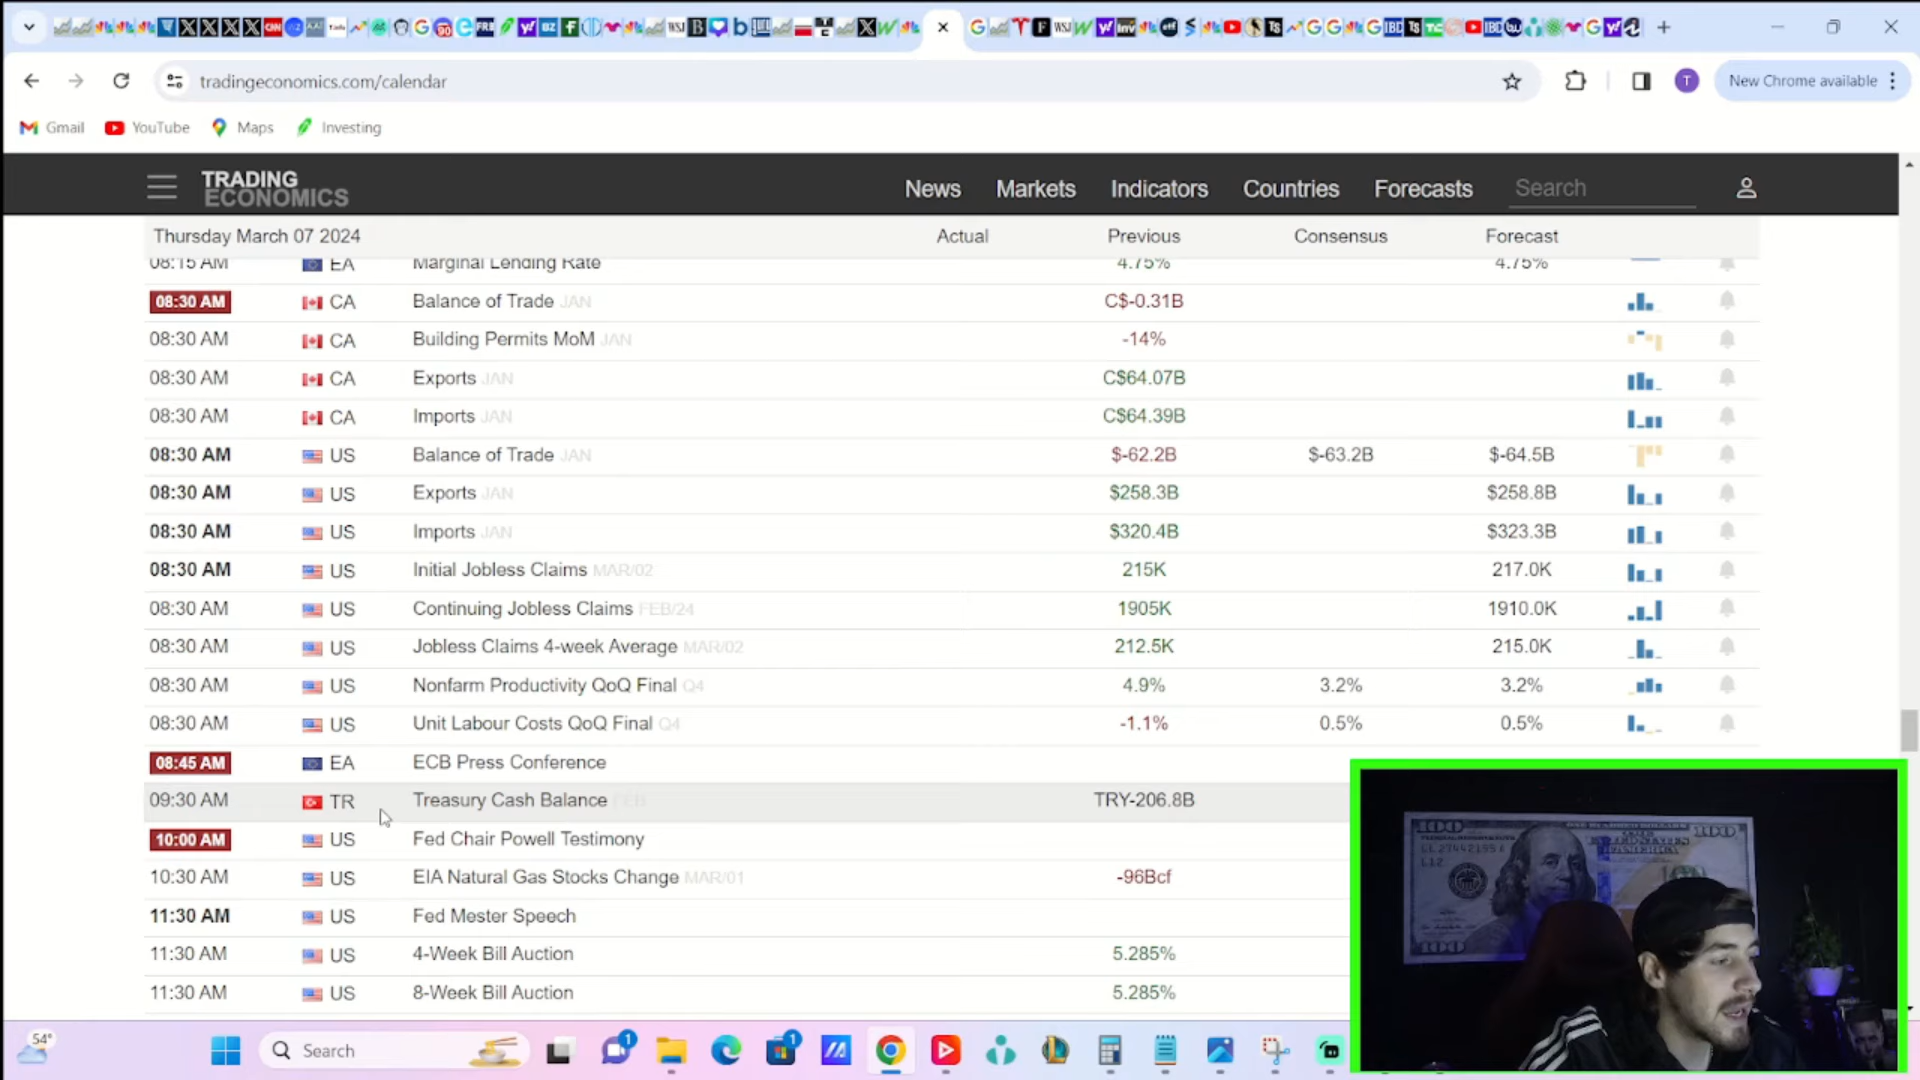 tradingeconomics.com/calendar
New Chrome available
T
Gmail YouTube Maps Investing
TRADING
ECONOMICS
News Markets Indicators Countries Forecasts Search
Thursday March 07 2024 Actual Previous Consensus Forecast
08:15 AM EA Marginal Lending Rate 4.75% 4.75%
08:30 AM CA Balance of Trade JAN C$-0.31B
08:30 AM CA Building Permits MoM JAN -14%
08:30 AM CA Exports JAN C$64.07B
08:30 AM CA Imports JAN C$64.39B
08:30 AM US Balance of Trade JAN $-62.2B $-63.2B $-64.5B
08:30 AM US Exports JAN $258.3B $258.8B
08:30 AM US Imports JAN $320.4B $323.3B
08:30 AM US Initial Jobless Claims MAR/02 215K 217.0K
08:30 AM US Continuing Jobless Claims FEB/24 1905K 1910.0K
08:30 AM US Jobless Claims 4-week Average MAR/02 212.5K 215.0K
08:30 AM US Nonfarm Productivity QoQ Final Q4 4.9% 3.2% 3.2%
08:30 AM US Unit Labour Costs QoQ Final Q4 -1.1% 0.5% 0.5%
08:45 AM EA ECB Press Conference
09:30 AM TR Treasury Cash Balance FEB TRY-206.8B
10:00 AM US Fed Chair Powell Testimony
10:30 AM US EIA Natural Gas Stocks Change MAR/01 -96Bcf
11:30 AM US Fed Mester Speech
11:30 AM US 4-Week Bill Auction 5.285%
11:30 AM US 8-Week Bill Auction 5.285%
54°
Search
1
1
100
100
100